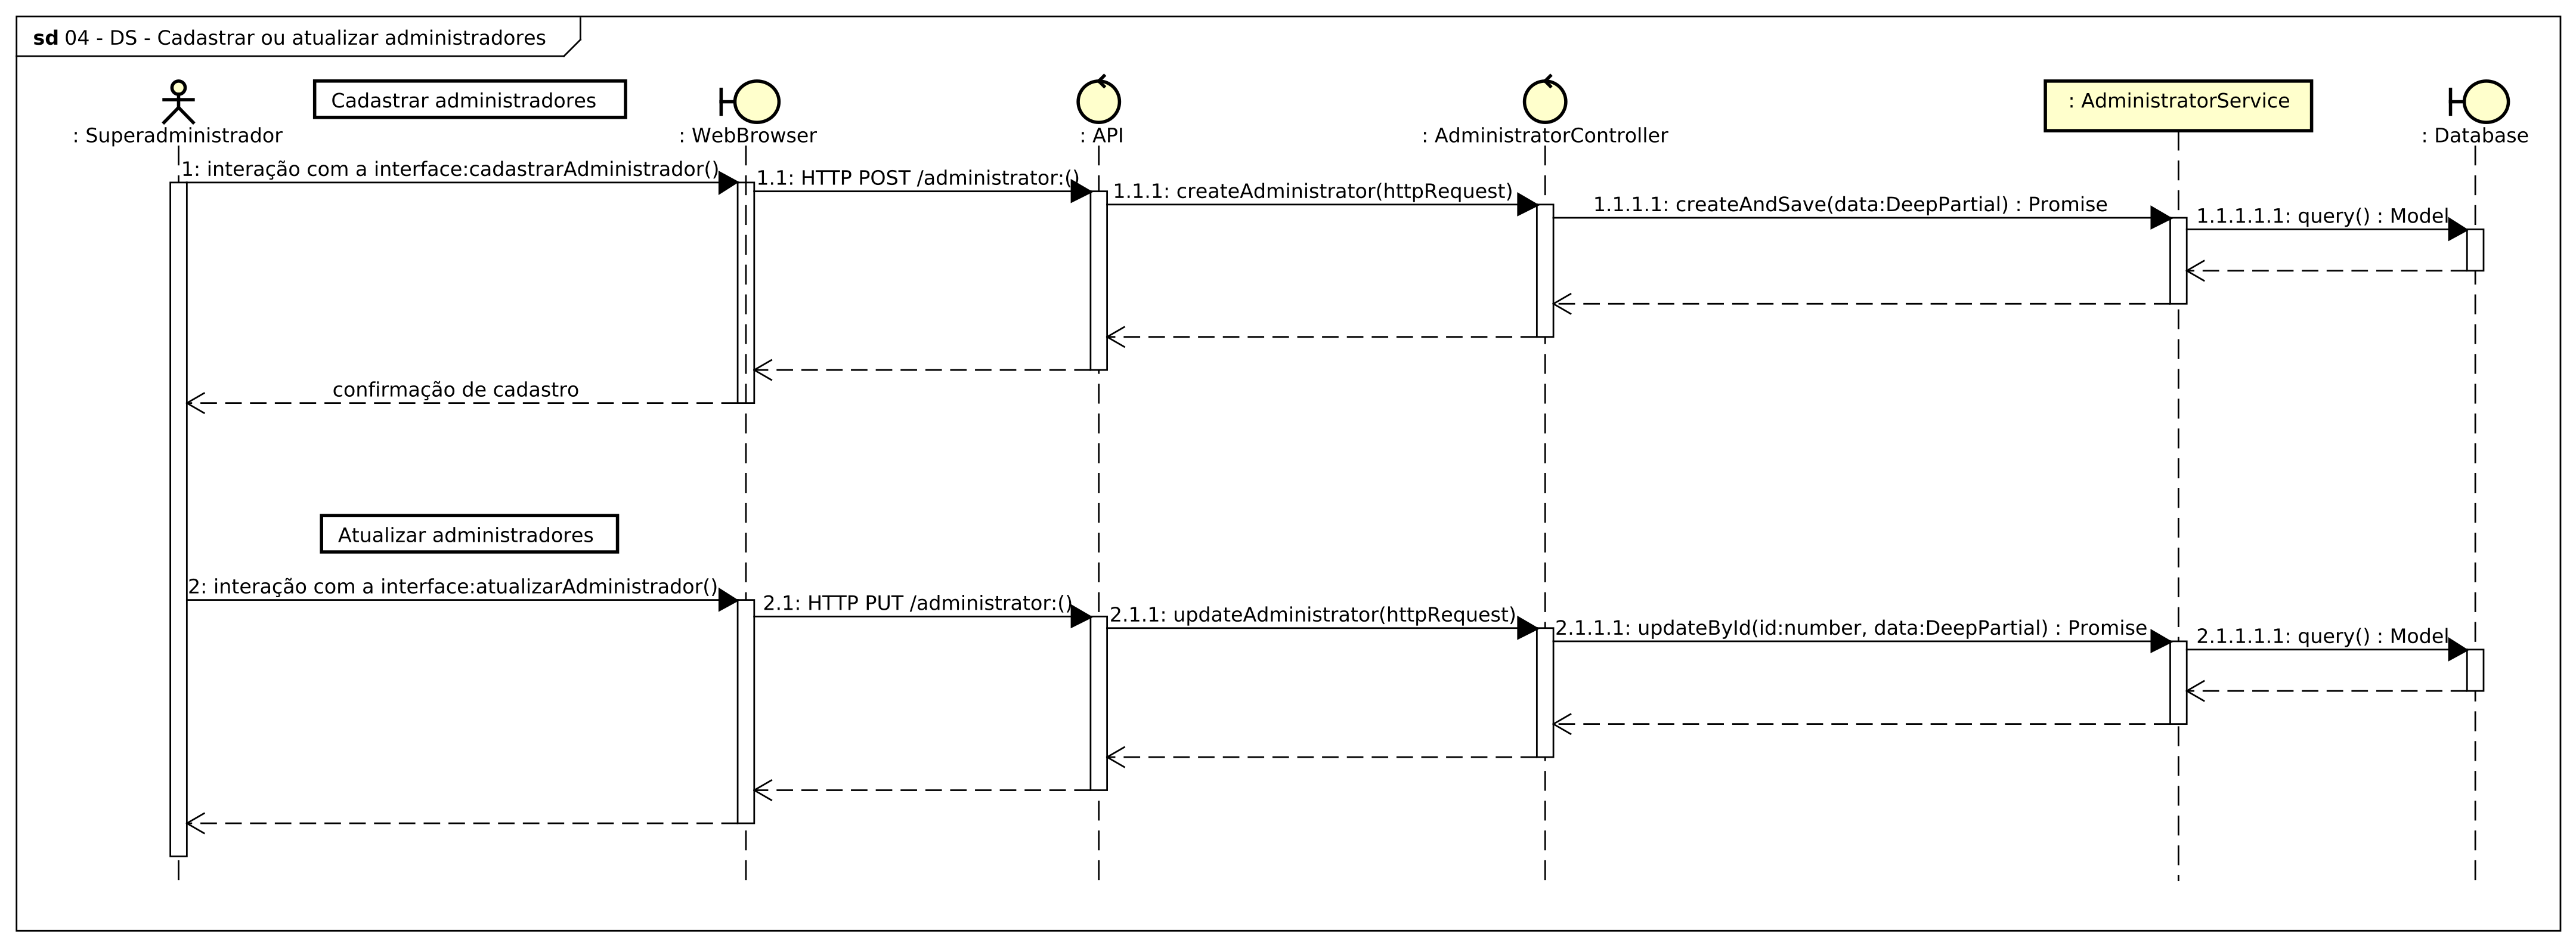 sd 04 - DS - Cadastrar ou atualizar administradores
Cadastrar administradores
: Superadministrador
: WebBrowser
: API
: AdministratorController
: AdministratorService
: Database
1: interação com a interface:cadastrarAdministrador()
1.1: HTTP POST /administrator:()
1.1.1: createAdministrator(httpRequest)
1.1.1.1: createAndSave(data:DeepPartial) : Promise
1.1.1.1.1: query() : Model
confirmação de cadastro
Atualizar administradores
2: interação com a interface:atualizarAdministrador()
2.1: HTTP PUT /administrator:()
2.1.1: updateAdministrator(httpRequest)
2.1.1.1: updateById(id:number, data:DeepPartial) : Promise
2.1.1.1.1: query() : Model